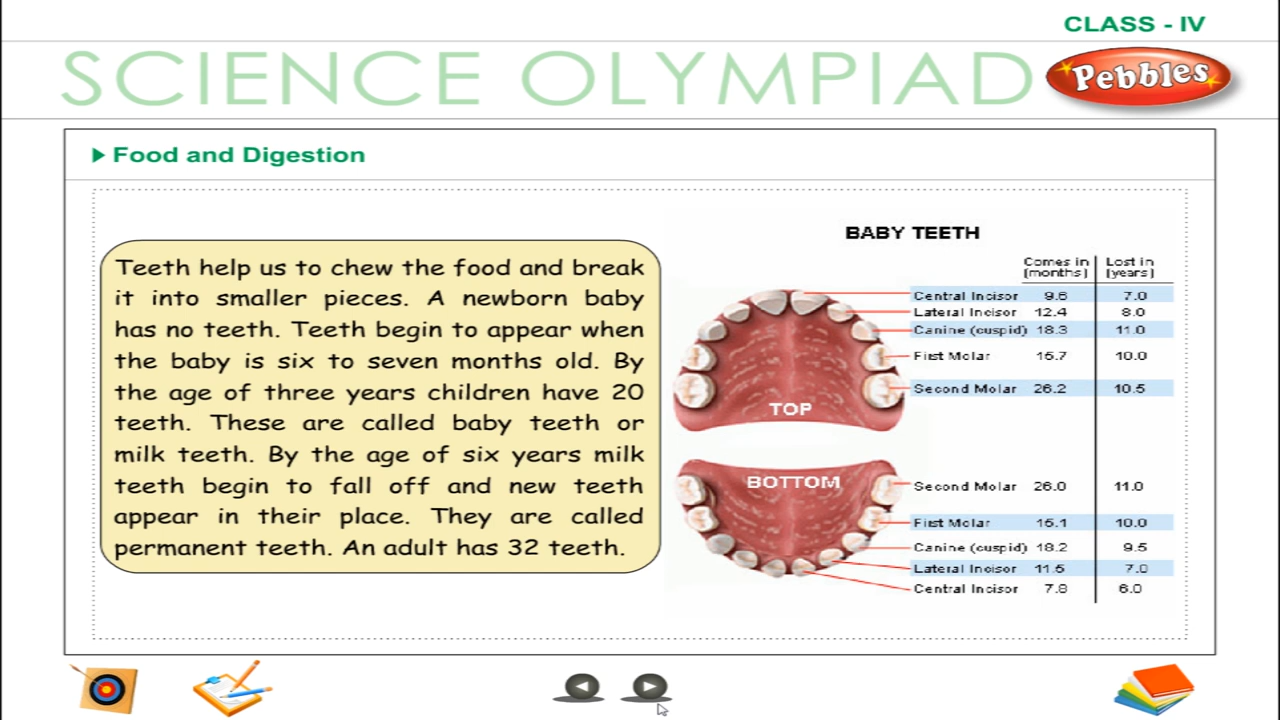 CLASS - IV
SCIENCE OLYMPIAD
Pebbles
Food and Digestion
Teeth help us to chew the food and break
it into smaller pieces. A newborn baby
has no teeth. Teeth begin to appear when
the baby is six to seven months old. By
the age of three years children have 20
teeth. These are called baby teeth or
milk teeth. By the age of six years milk
teeth begin to fall off and new teeth
appear in their place. They are called
permanent teeth. An adult has 32 teeth.
BABY TEETH
Comes in Lost in
(months) (years)
Central Incisor 9.6 7.0
Lateral Incisor 12.4 8.0
Canine (cuspid) 18.3 11.0
First Molar 15.7 10.0
Second Molar 26.2 10.5
TOP
BOTTOM
Second Molar 26.0 11.0
First Molar 15.1 10.0
Canine (cuspid) 18.2 9.5
Lateral Incisor 11.5 7.0
Central Incisor 7.8 6.0